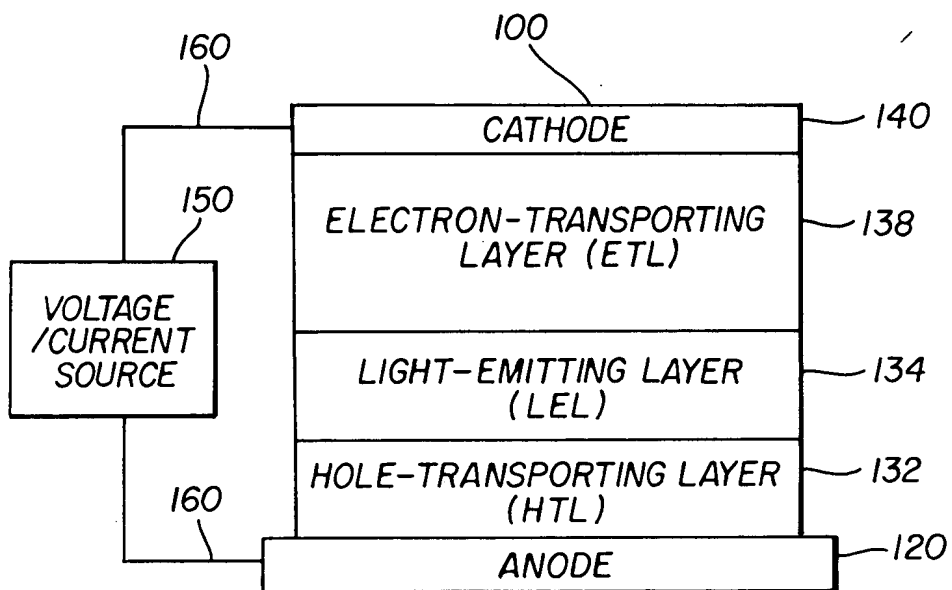 100
160
CATHODE
140
150
ELECTRON-TRANSPORTING
LAYER (ETL)
138
VOLTAGE
/CURRENT
SOURCE
LIGHT-EMITTING LAYER
(LEL)
134
160
HOLE-TRANSPORTING LAYER
(HTL)
132
ANODE
120